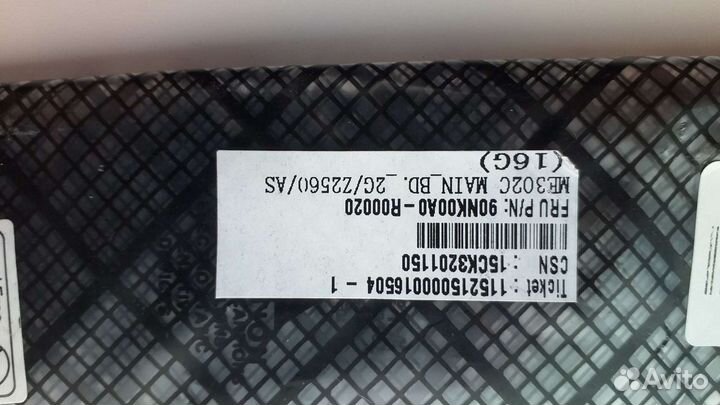 Ticket : 115215000016504 - 1
CSN : 15CK3201150
FRU P/N: 90NK00A0-R00020
ME302C MAIN_BD._2G/Z2560/AS
(16G)
Avito